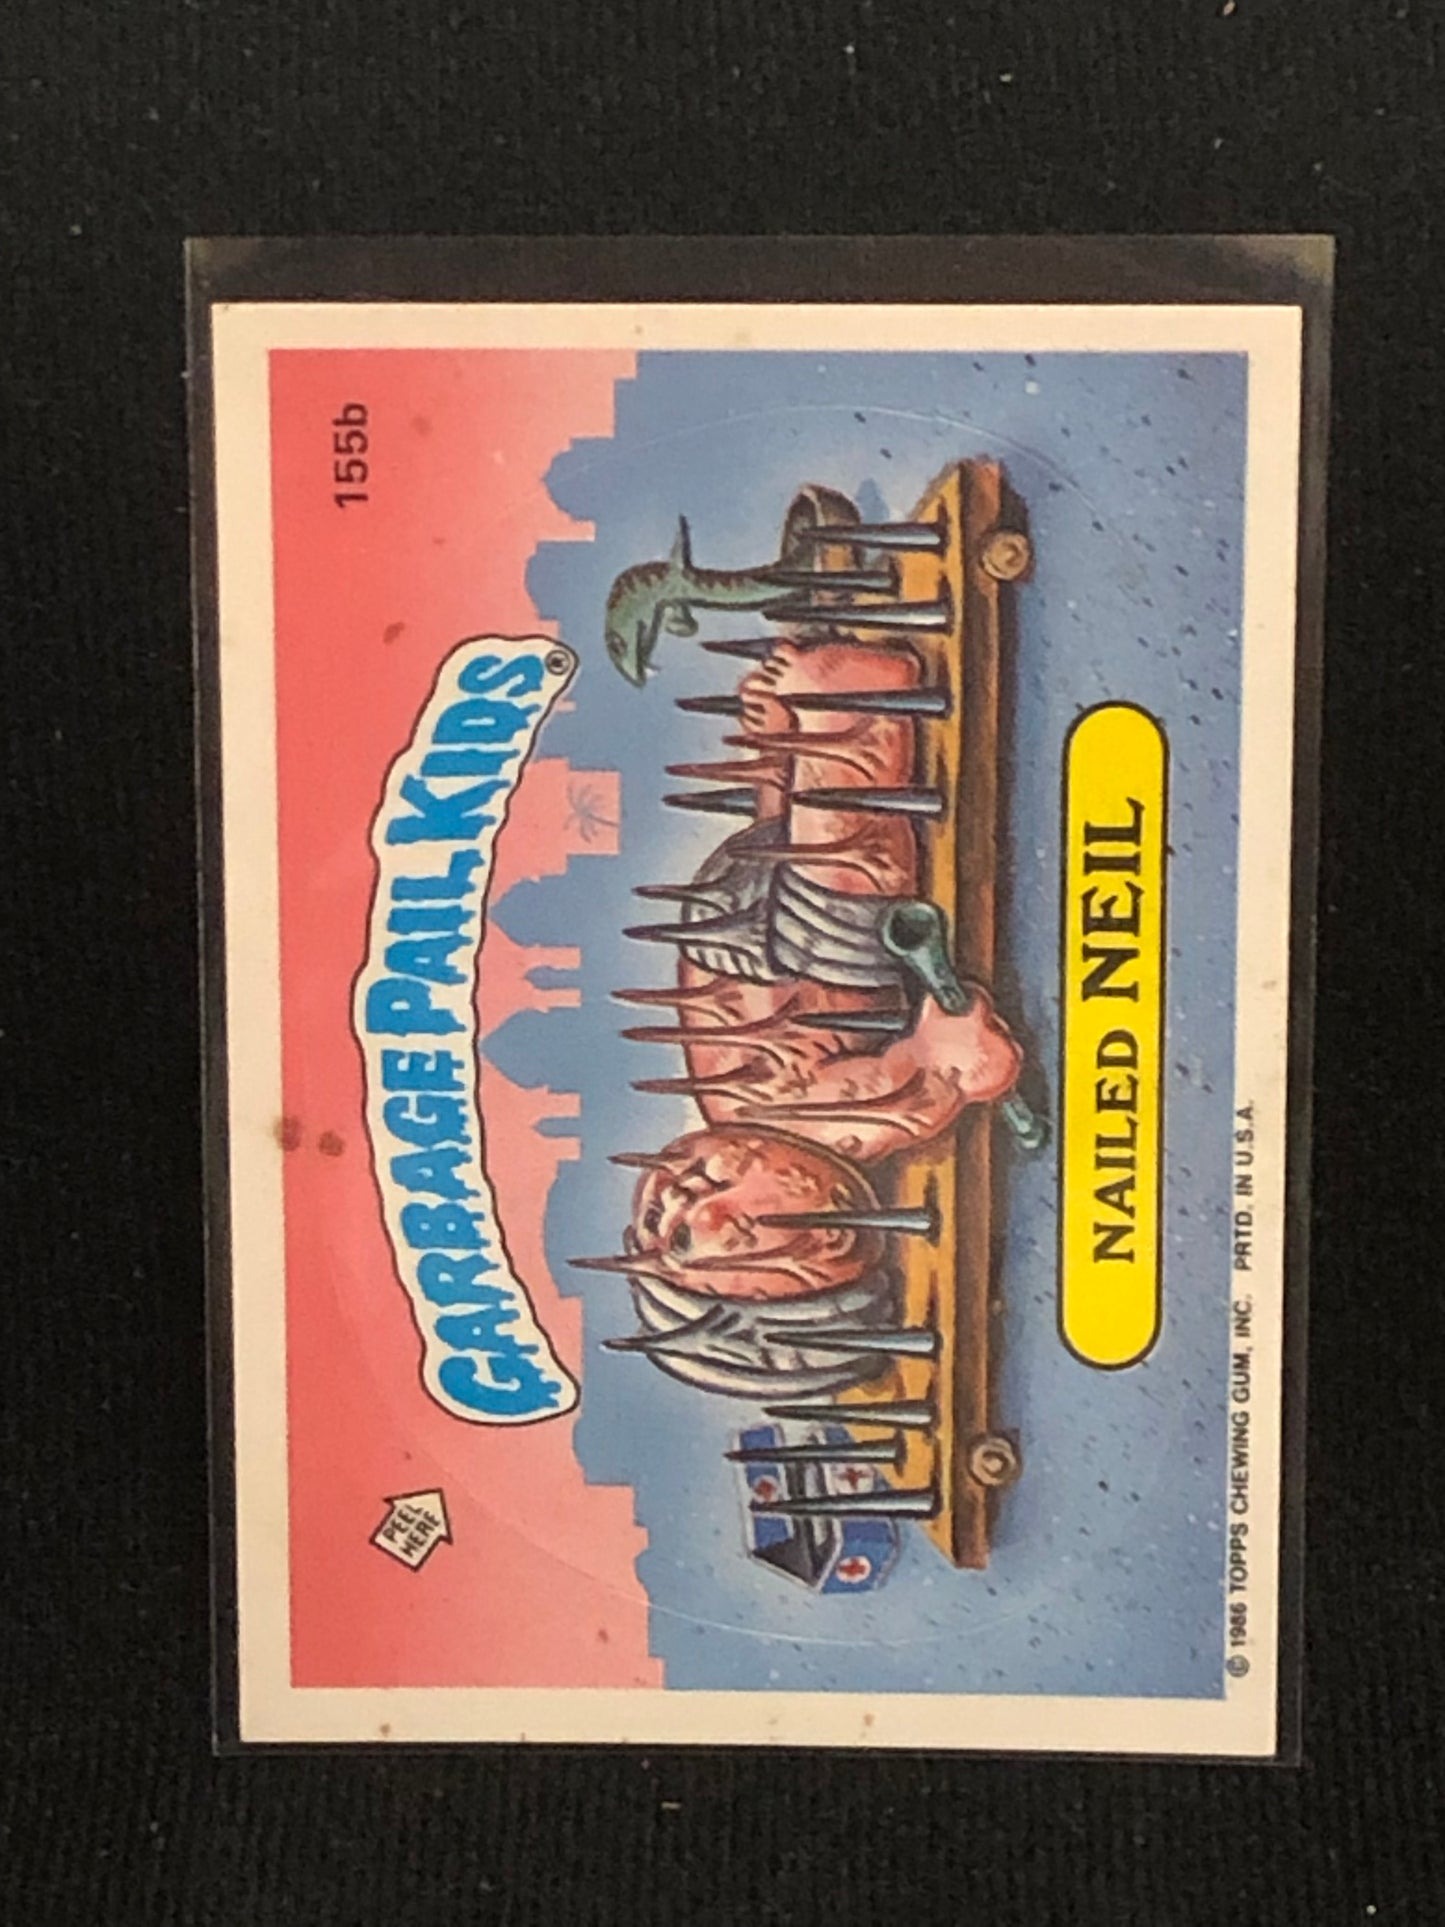 155b
PEEL
HERE
GARBAGE PAIL KIDS®
NAILED NEIL
© 1986 TOPPS CHEWING GUM, INC. PRTD. IN U.S.A.